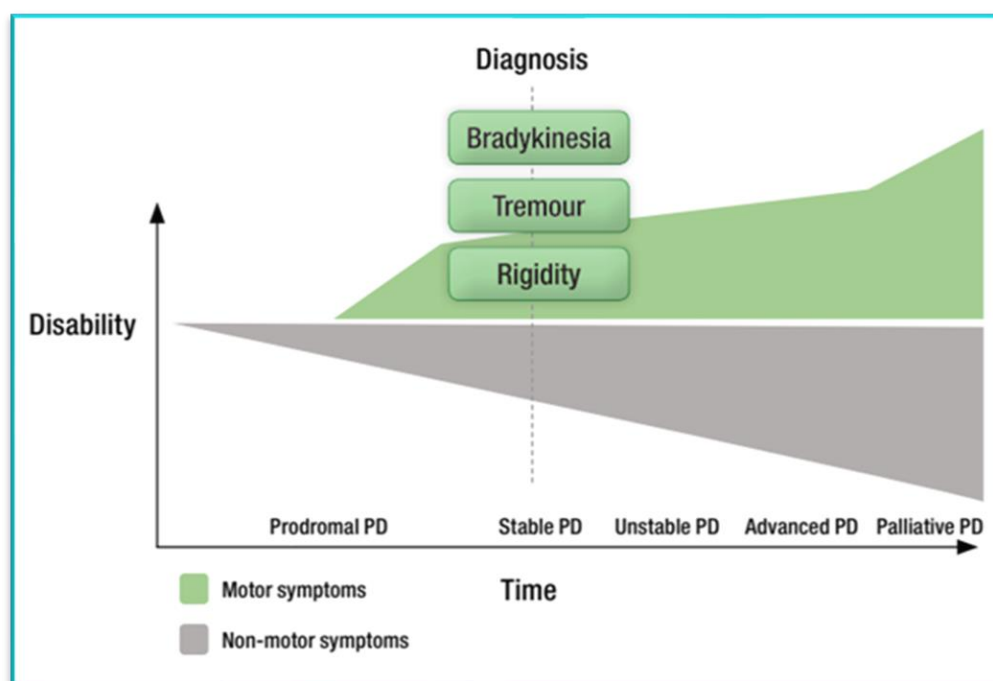 Diagnosis
Bradykinesia
Tremour
Rigidity
Disability
Prodromal PD Stable PD Unstable PD Advanced PD Palliative PD
Time
Motor symptoms
Non-motor symptoms